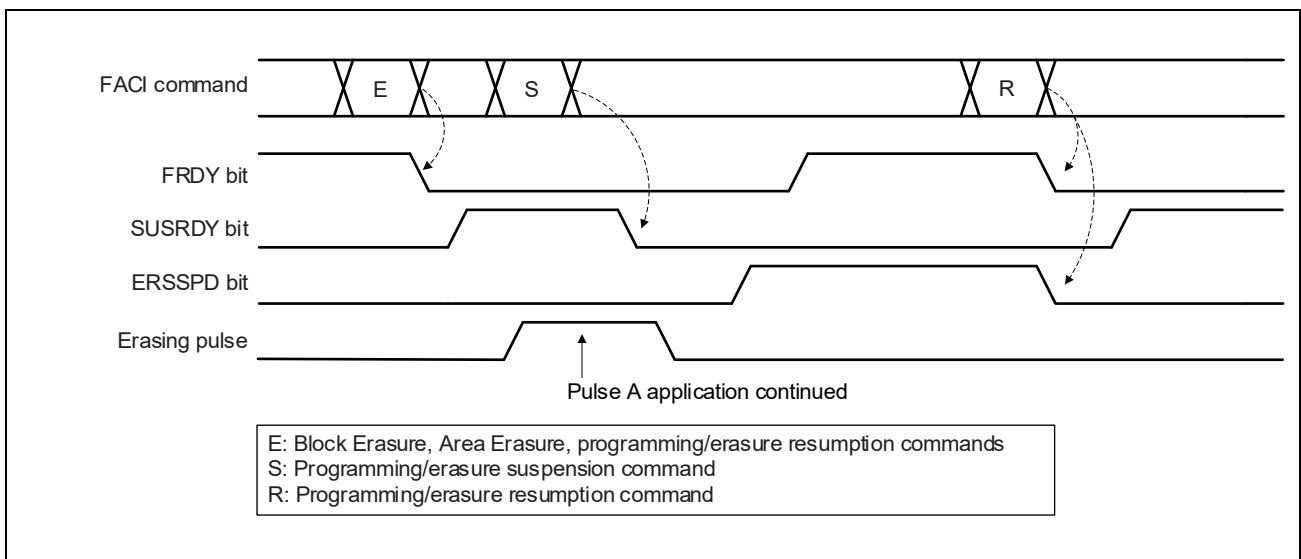 FACI command
E
S
R
FRDY bit
SUSRDY bit
ERSSPD bit
Erasing pulse
Pulse A application continued
E: Block Erasure, Area Erasure, programming/erasure resumption commands
S: Programming/erasure suspension command
R: Programming/erasure resumption command